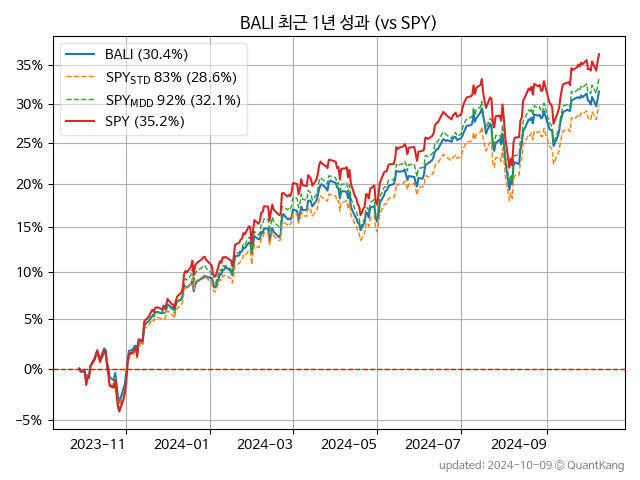 BALI 최근 1년 성과 (vs SPY)
BALI (30.4%)
SPY_STD 83% (28.6%)
SPY_MDD 92% (32.1%)
SPY (35.2%)
35%
30%
25%
20%
15%
10%
5%
0%
−5%
2023-11 2024-01 2024-03 2024-05 2024-07 2024-09
updated: 2024-10-09 © QuantKang